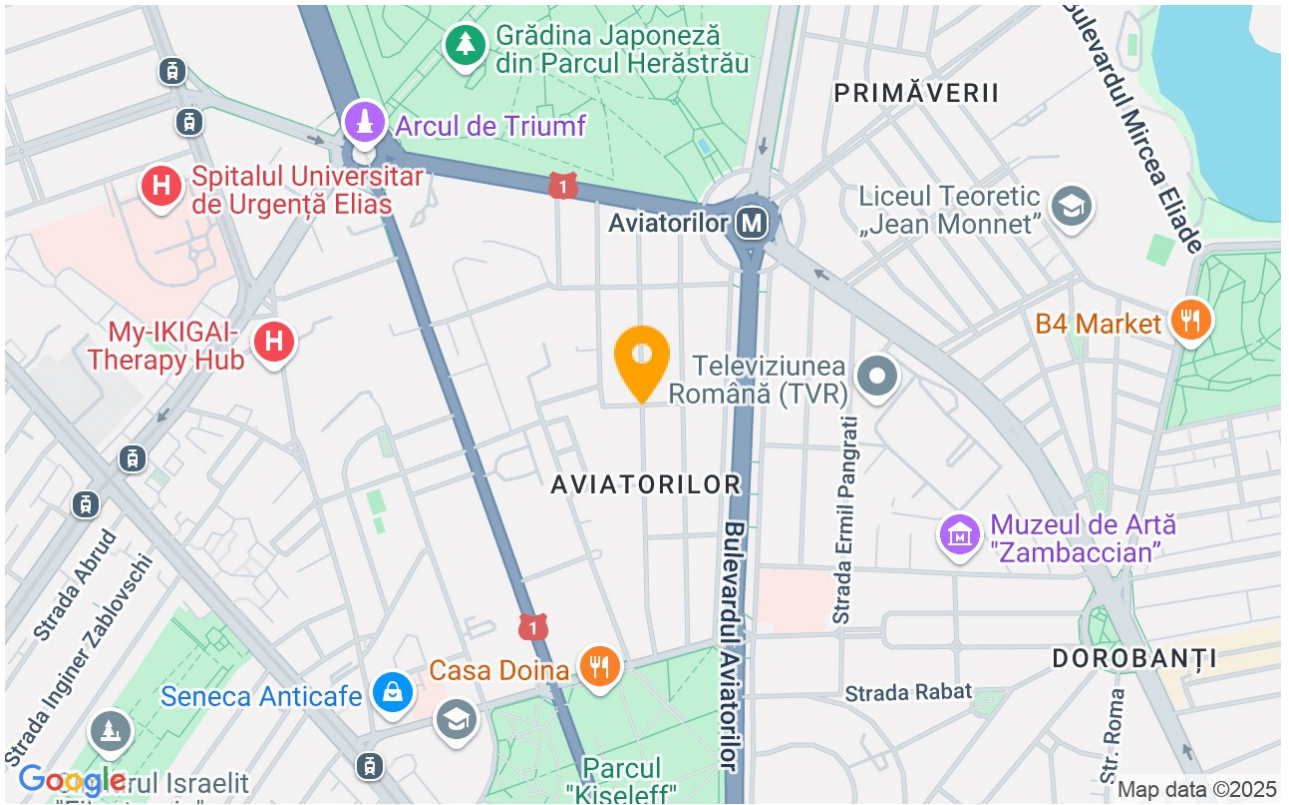 Grădina Japoneză
din Parcul Herăstrău
PRIMĂVERII
Bulevardul Mircea Eliade
Arcul de Triumf
H
Spitalul Universitar
de Urgență Elias
1
Aviatorilor
M
Liceul Teoretic
„Jean Monnet”
My-IKIGAI-
Therapy Hub
H
B4 Market
Televiziunea
Română (TVR)
AVIATORILOR
Bulevardul Aviatorilor
Strada Ermil Pangrati
Muzeul de Artă
"Zambaccian”
Strada Abrud
Strada Inginer Zablovschi
1
Casa Doina
DOROBANȚI
Seneca Anticafe
Strada Rabat
Str. Roma
Parcul
"Kiseleff"
Google
Israelit
Map data ©2025